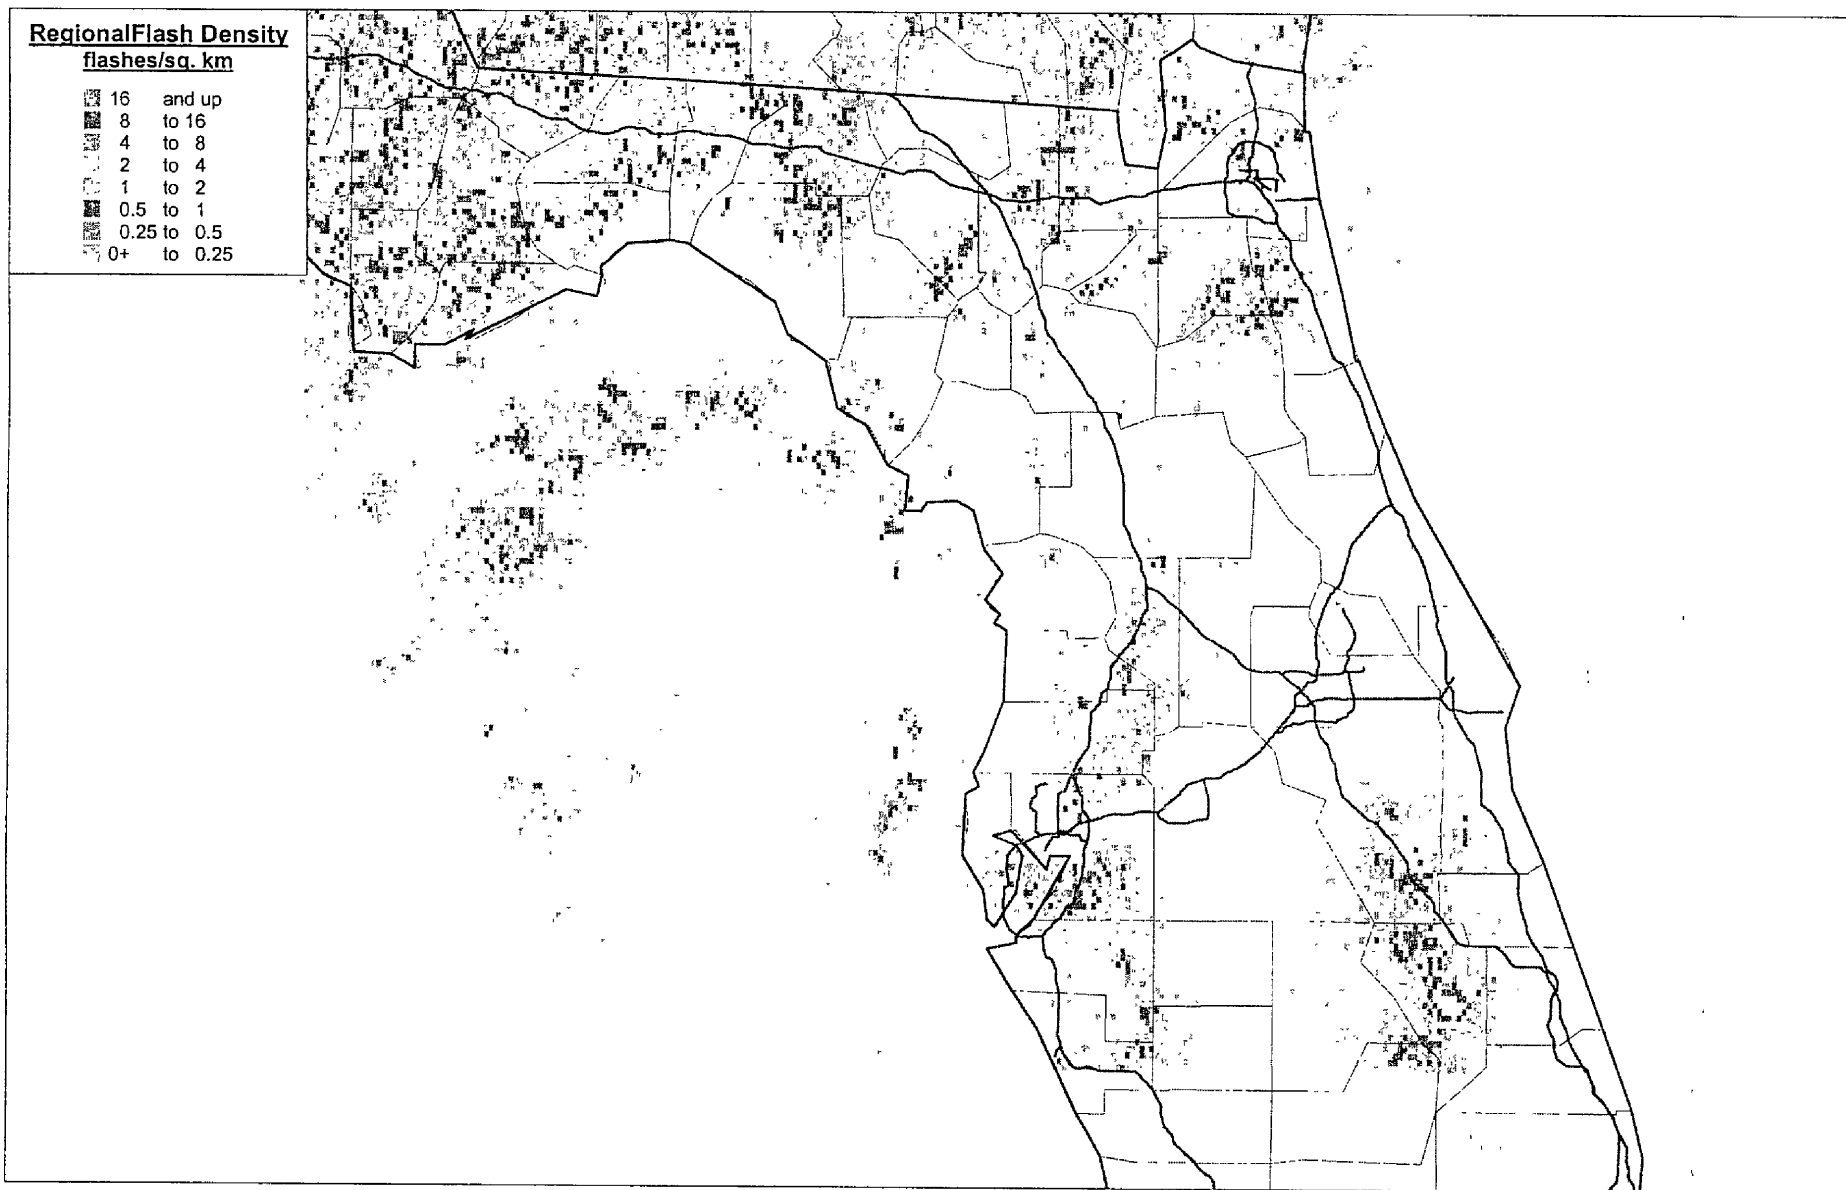 RegionalFlash Density
flashes/sq. km
16 and up
8 to 16
4 to 8
2 to 4
1 to 2
0.5 to 1
0.25 to 0.5
0+ to 0.25